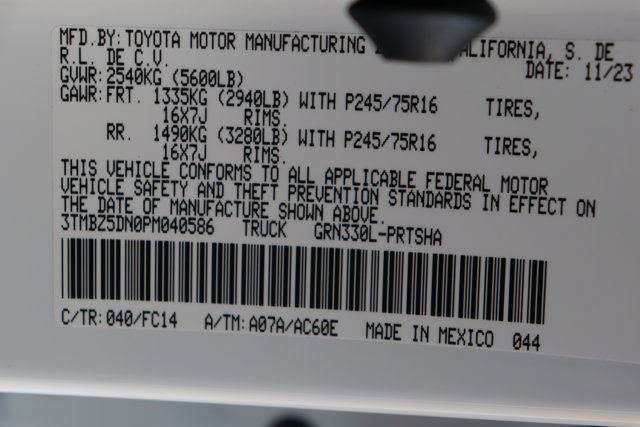 MFD.BY: TOYOTA MOTOR MANUFACTURING CALIFORNIA, S. DE
R.L. DE C.V. DATE: 11/23
GVWR: 2540KG (5600LB)
GAWR: FRT. 1335KG (2940LB) WITH P245/75R16 TIRES,
16X7J RIMS.
RR. 1490KG (3280LB) WITH P245/75R16 TIRES,
16X7J RIMS.
THIS VEHICLE CONFORMS TO ALL APPLICABLE FEDERAL MOTOR
VEHICLE SAFETY AND THEFT PREVENTION STANDARDS IN EFFECT ON
THE DATE OF MANUFACTURE SHOWN ABOVE.
3TMBZ5DN0PM040586 TRUCK GRN330L-PRTSHA
C/TR: 040/FC14 A/TM: A07A/AC60E MADE IN MEXICO 044